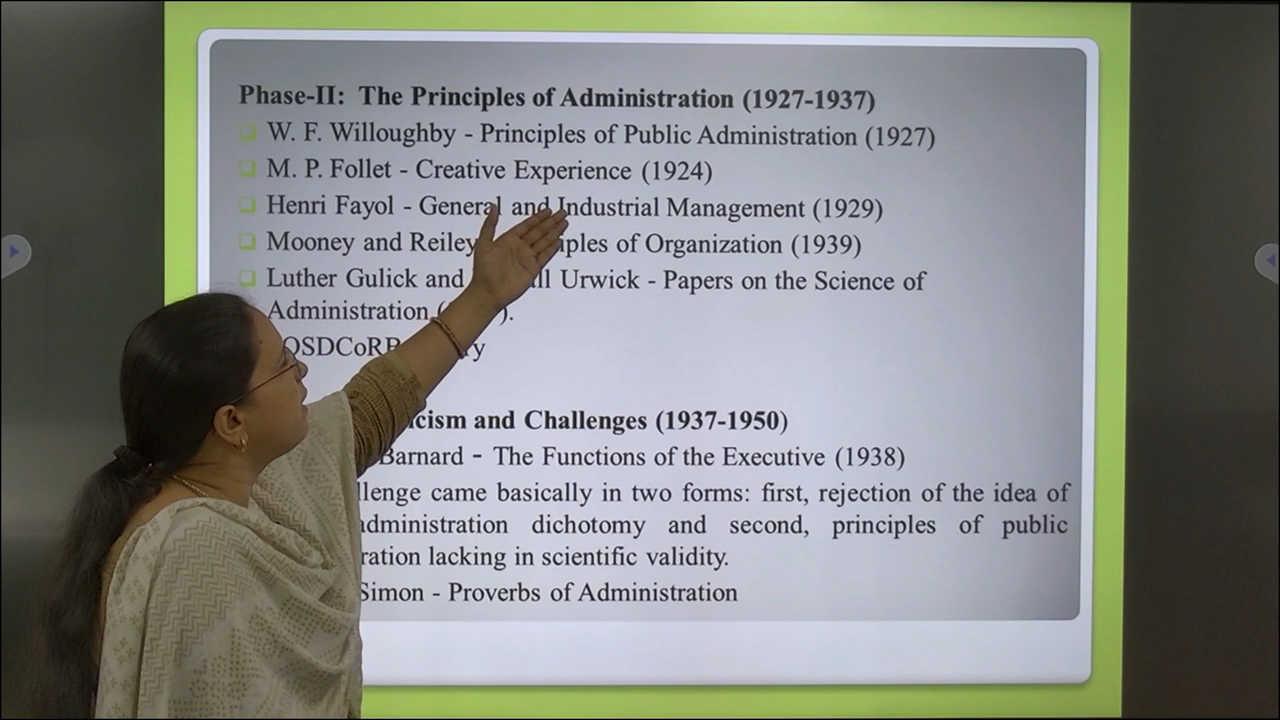 Phase-II: The Principles of Administration (1927-1937)
W. F. Willoughby - Principles of Public Administration (1927)
M. P. Follet - Creative Experience (1924)
Henri Fayol - General and Industrial Management (1929)
Mooney and Reiley of Organization (1939)
Luther Gulick and Urwick - Papers on the Science of
Administration
cism and Challenges (1937-1950)
Barnard - The Functions of the Executive (1938)
llenge came basically in two forms: first, rejection of the idea of
dministration dichotomy and second, principles of public
ration lacking in scientific validity.
Simon - Proverbs of Administration